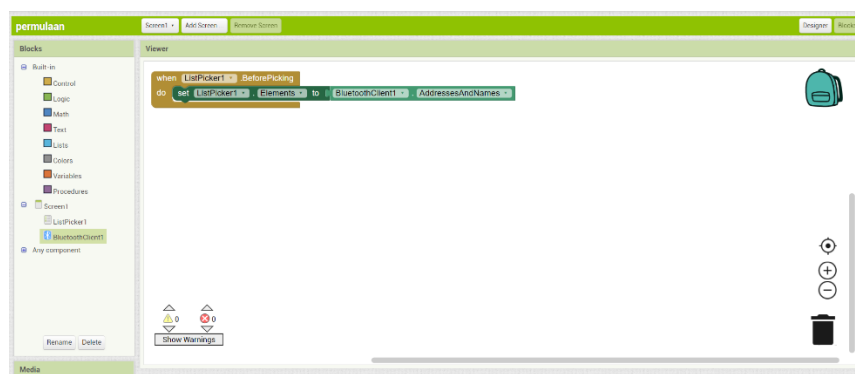 permulaan
Screen1
Add Screen...
Remove Screen
Designer
Blocks
Viewer
Built-in
Control
Logic
Math
Text
Lists
Colors
Variables
Procedures
Screen1
ListPicker1
BluetoothClient1
Any component
Rename
Delete
Media
when ListPicker1 .BeforePicking
do set ListPicker1 . Elements to BluetoothClient1 . AddressesAndNames
0
0
Show Warnings